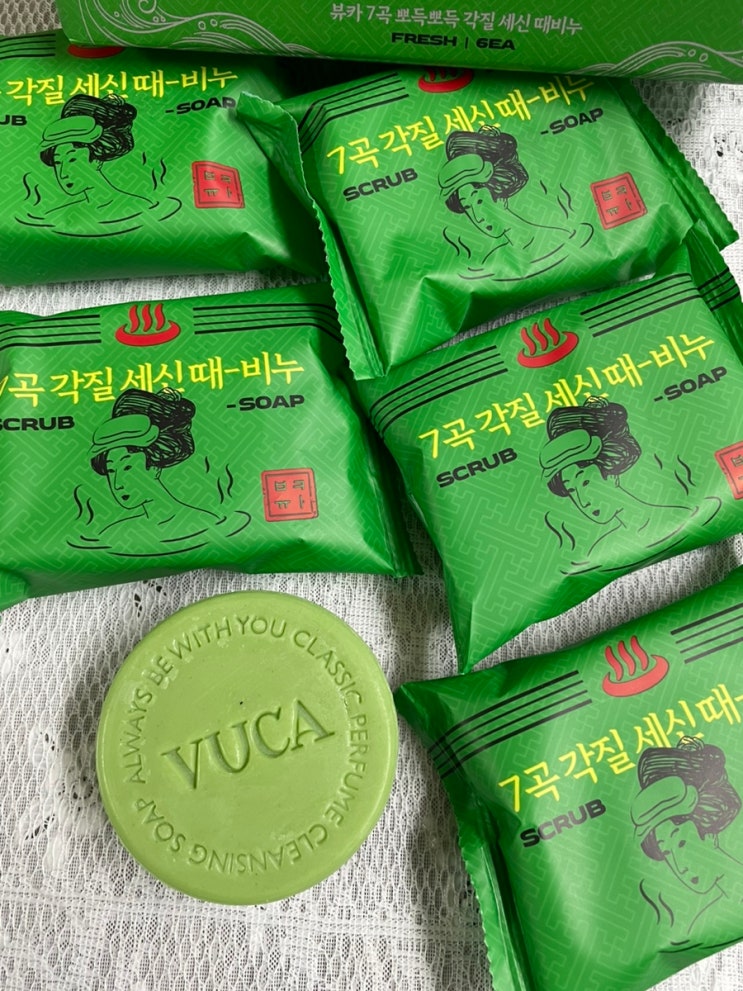 뷰카 7곡 뽀득뽀득 각질 세신 때비누
FRESH | 6EA
각질 세신 때-비누
SCRUB
-SOAP
뷰카
7곡 각질 세신 때-비누
SCRUB
-SOAP
뷰카
7곡 각질 세신 때-비누
SCRUB
-SOAP
뷰카
7곡 각질 세신 때-비누
SCRUB
-SOAP
뷰카
7곡 각질 세신 때-
SCRUB
ALWAYS BE WITH YOU CLASSIC PERFUME CLEANSING SOAP
VUCA